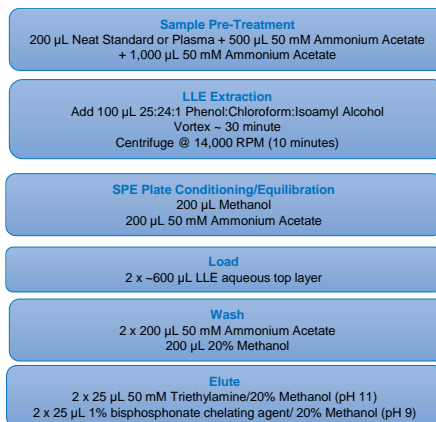 Sample Pre-Treatment
200 µL Neat Standard or Plasma + 500 µL 50 mM Ammonium Acetate
+ 1,000 µL 50 mM Ammonium Acetate
LLE Extraction
Add 100 µL 25:24:1 Phenol:Chloroform:Isoamyl Alcohol
Vortex ~ 30 minute
Centrifuge @ 14,000 RPM (10 minutes)
SPE Plate Conditioning/Equilibration
200 µL Methanol
200 µL 50 mM Ammonium Acetate
Load
2 x ~600 µL LLE aqueous top layer
Wash
2 x 200 µL 50 mM Ammonium Acetate
200 µL 20% Methanol
Elute
2 x 25 µL 50 mM Triethylamine/20% Methanol (pH 11)
2 x 25 µL 1% bisphosphonate chelating agent/ 20% Methanol (pH 9)